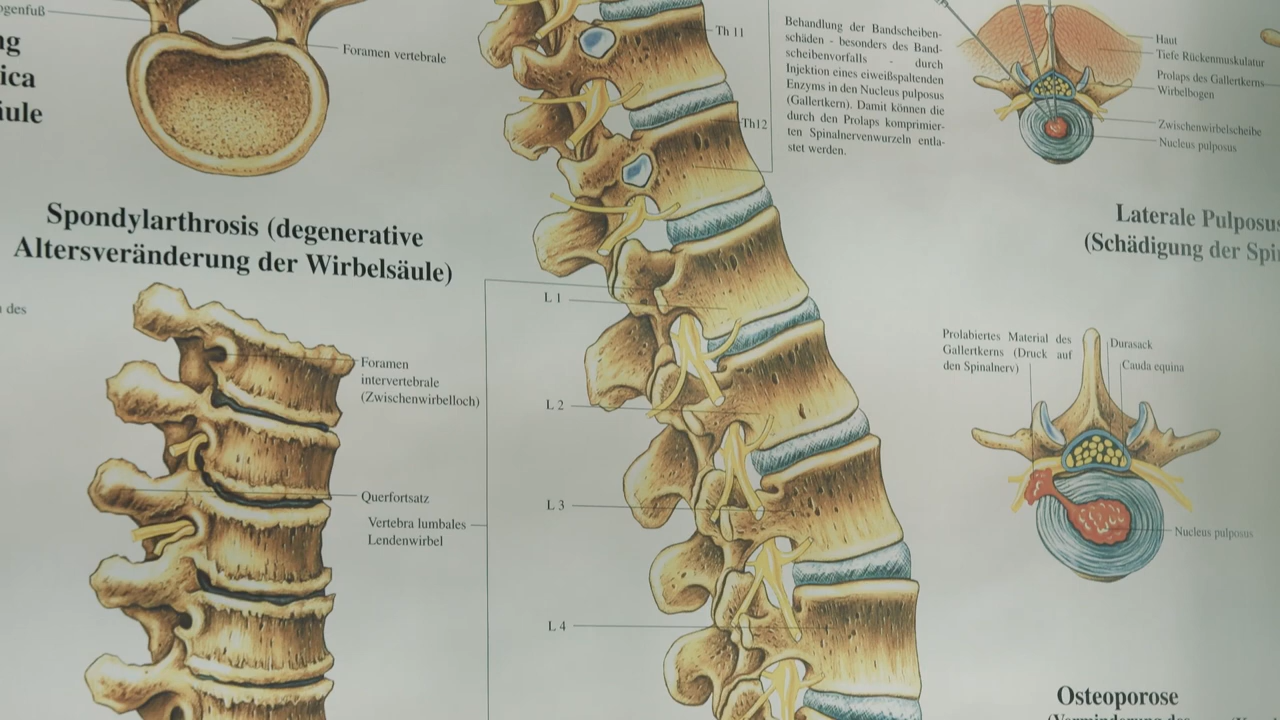 Foramen vertebrale
ica
Spondylarthrosis (degenerative
Altersveränderung der Wirbelsäule)
des
Foramen
intervertebrale
(Zwischenwirbelloch)
Querfortsatz
Vertebra lumbales
Lendenwirbel
Th 11
Th12
L 1
L 2
L 3
L 4
Behandlung der Bandscheiben-
schäden - besonders des Band-
scheibenvorfalls - durch
Injektion eines eiweißspaltenden
Enzyms in den Nucleus pulposus
(Gallertkern). Damit können die
durch den Prolaps komprimier-
ten Spinalnervenwurzeln entla-
stet werden.
Haut
Tiefe Rückenmuskulatur
Prolaps des Gallertkerns
Wirbelbogen
Zwischenwirbelscheibe
Nucleus pulposus
Laterale Pulposus
(Schädigung der Spi
Prolabiertes Material des
Gallertkerns (Druck auf
den Spinalnerv)
Durasack
Cauda equina
Nucleus pulposus
Osteoporose